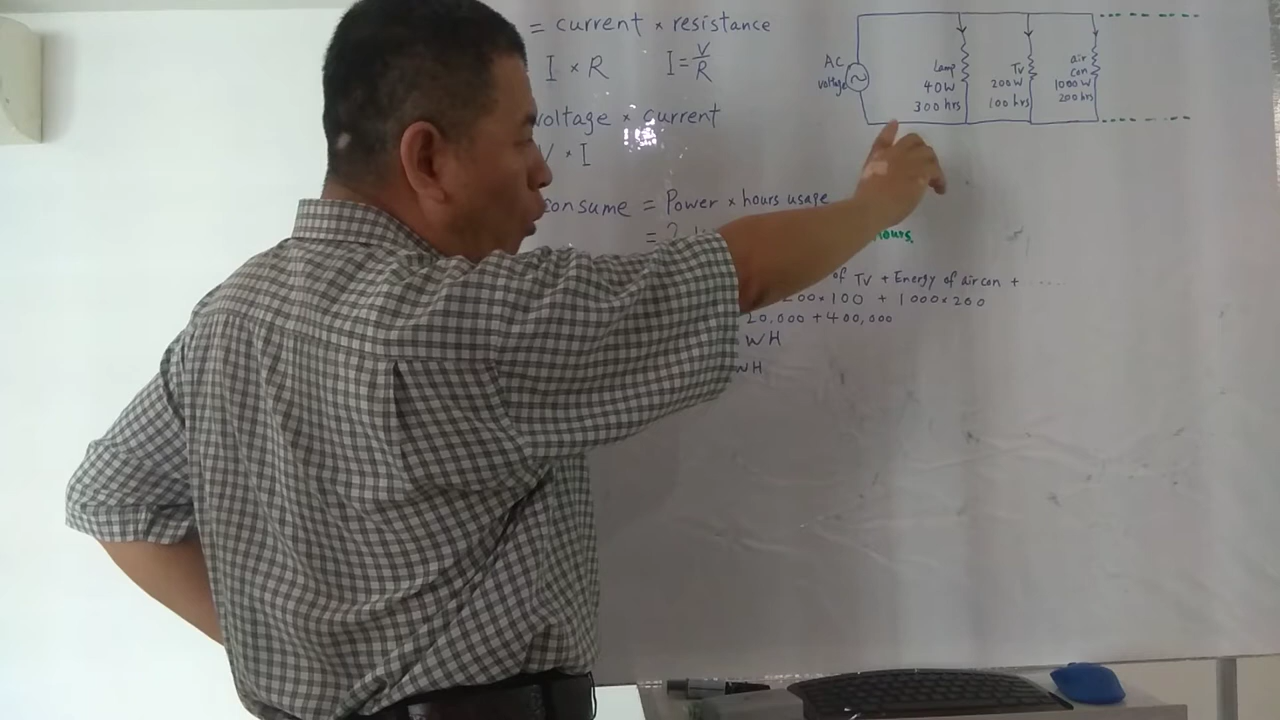 = current × resistance
I × R I = V/R
voltage × current
V × I
consume = Power × hours usage
= ?
hours.
of TV + Energy of aircon + .....
200×100 + 1000×200
20,000 + 400,000
WH
WH
AC
voltage
Lamp
40W
300 hrs
TV
200W
100 hrs
air
con
1000W
200 hrs